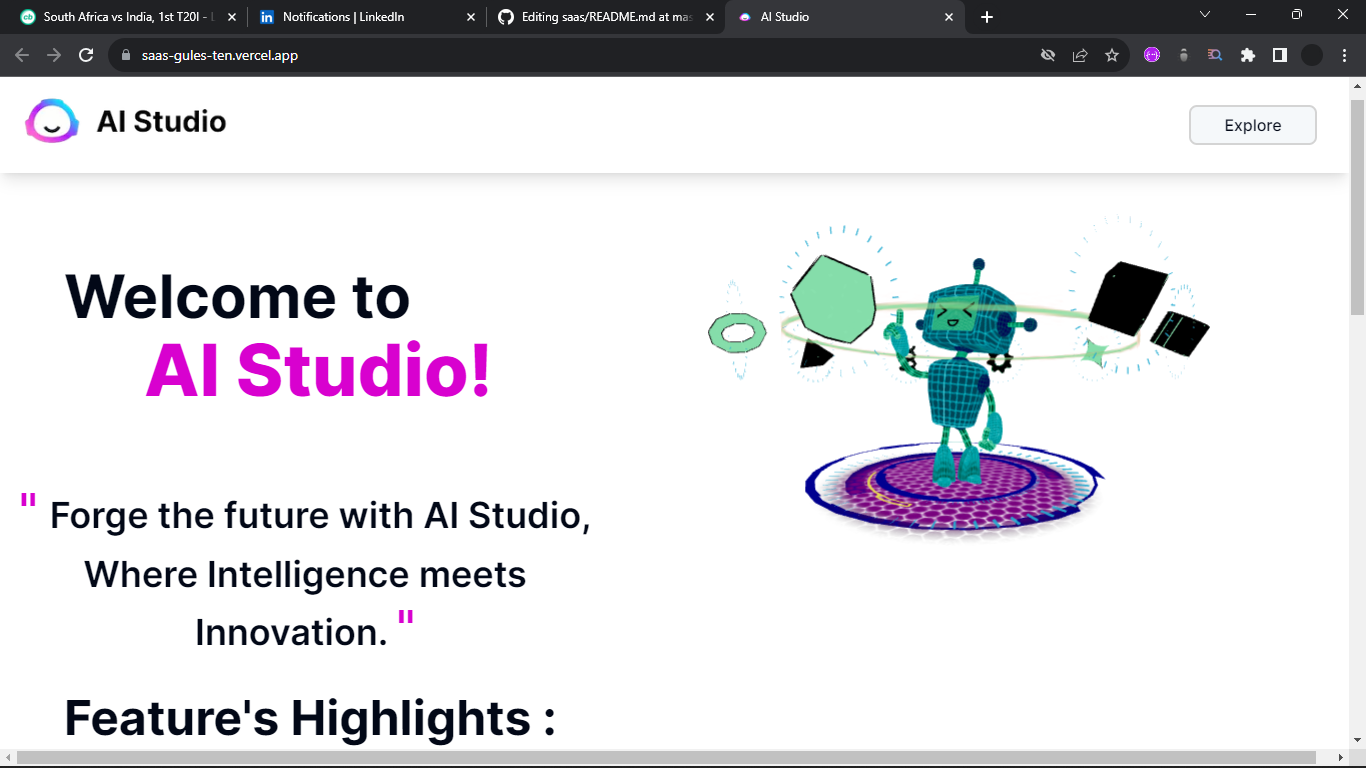 South Africa vs India, 1st T20I - L
Notifications | LinkedIn
Editing saas/README.md at mas
AI Studio
saas-gules-ten.vercel.app
AI Studio
Explore
Welcome to
AI Studio!
" Forge the future with AI Studio,
Where Intelligence meets
Innovation. "
Feature's Highlights :